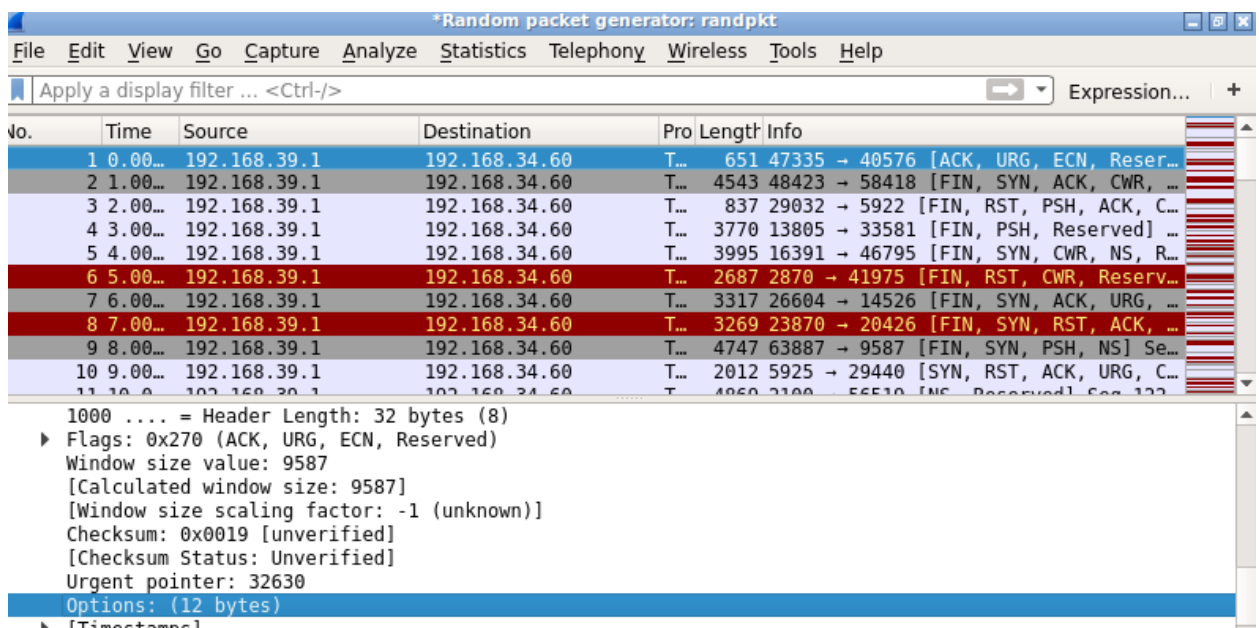 *Random packet generator: randpkt
File Edit View Go Capture Analyze Statistics Telephony Wireless Tools Help
Apply a display filter ... <Ctrl-/> Expression... +
No. Time Source Destination Pro Length Info
1 0.00… 192.168.39.1 192.168.34.60 T… 651 47335 → 40576 [ACK, URG, ECN, Reser…
2 1.00… 192.168.39.1 192.168.34.60 T… 4543 48423 → 58418 [FIN, SYN, ACK, CWR, …
3 2.00… 192.168.39.1 192.168.34.60 T… 837 29032 → 5922 [FIN, RST, PSH, ACK, C…
4 3.00… 192.168.39.1 192.168.34.60 T… 3770 13805 → 33581 [FIN, PSH, Reserved] …
5 4.00… 192.168.39.1 192.168.34.60 T… 3995 16391 → 46795 [FIN, SYN, CWR, NS, R…
6 5.00… 192.168.39.1 192.168.34.60 T… 2687 2870 → 41975 [FIN, RST, CWR, Reserv…
7 6.00… 192.168.39.1 192.168.34.60 T… 3317 26604 → 14526 [FIN, SYN, ACK, URG, …
8 7.00… 192.168.39.1 192.168.34.60 T… 3269 23870 → 20426 [FIN, SYN, RST, ACK, …
9 8.00… 192.168.39.1 192.168.34.60 T… 4747 63887 → 9587 [FIN, SYN, PSH, NS] Se…
10 9.00… 192.168.39.1 192.168.34.60 T… 2012 5925 → 29440 [SYN, RST, ACK, URG, C…
1000 .... = Header Length: 32 bytes (8)
Flags: 0x270 (ACK, URG, ECN, Reserved)
Window size value: 9587
[Calculated window size: 9587]
[Window size scaling factor: -1 (unknown)]
Checksum: 0x0019 [unverified]
[Checksum Status: Unverified]
Urgent pointer: 32630
Options: (12 bytes)
[Timestamps]